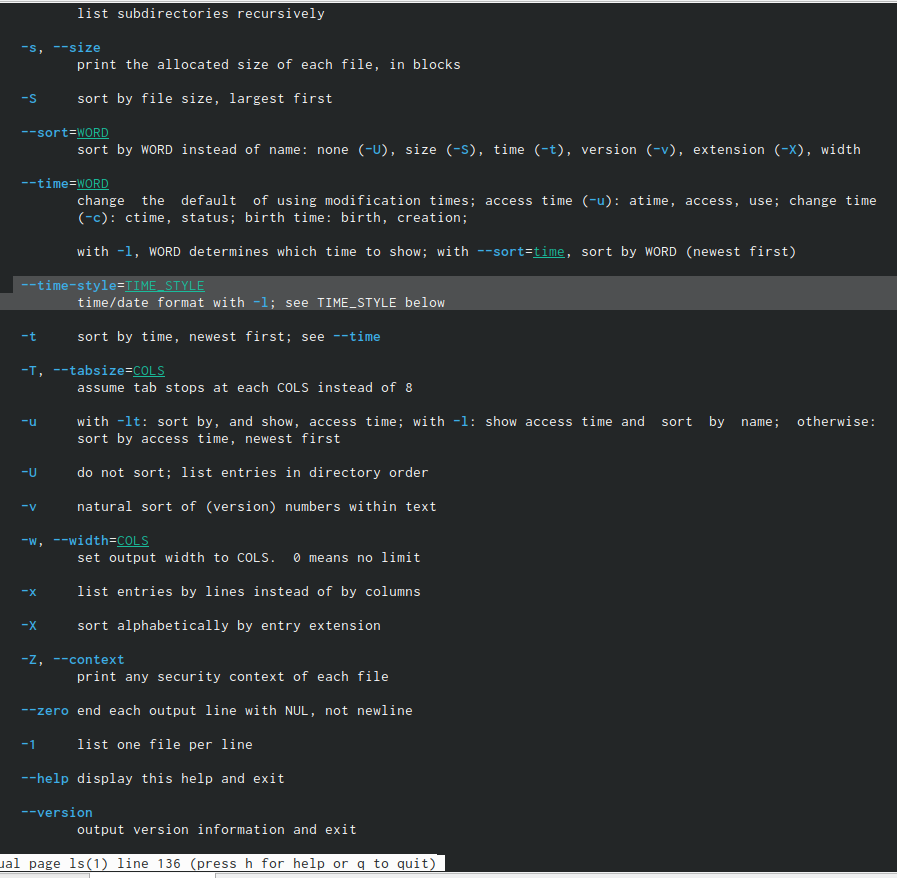 list subdirectories recursively
-s, --size
print the allocated size of each file, in blocks
-S sort by file size, largest first
--sort=WORD
sort by WORD instead of name: none (-U), size (-S), time (-t), version (-v), extension (-X), width
--time=WORD
change the default of using modification times; access time (-u): atime, access, use; change time
(-c): ctime, status; birth time: birth, creation;
with -l, WORD determines which time to show; with --sort=time, sort by WORD (newest first)
--time-style=TIME_STYLE
time/date format with -l; see TIME_STYLE below
-t sort by time, newest first; see --time
-T, --tabsize=COLS
assume tab stops at each COLS instead of 8
-u with -lt: sort by, and show, access time; with -l: show access time and sort by name; otherwise:
sort by access time, newest first
-U do not sort; list entries in directory order
-v natural sort of (version) numbers within text
-w, --width=COLS
set output width to COLS. 0 means no limit
-x list entries by lines instead of by columns
-X sort alphabetically by entry extension
-Z, --context
print any security context of each file
--zero end each output line with NUL, not newline
-1 list one file per line
--help display this help and exit
--version
output version information and exit
ual page ls(1) line 136 (press h for help or q to quit)